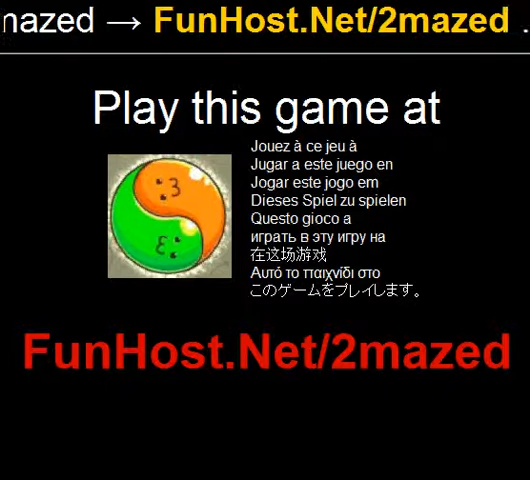 mazed → FunHost.Net/2mazed .
Play this game at
Jouez à ce jeu à
Jugar a este juego en
Jogar este jogo em
Dieses Spiel zu spielen
Questo gioco a
играть в эту игру на
在这场游戏
Αυτό το παιχνίδι στο
このゲームをプレイします。
FunHost.Net/2mazed